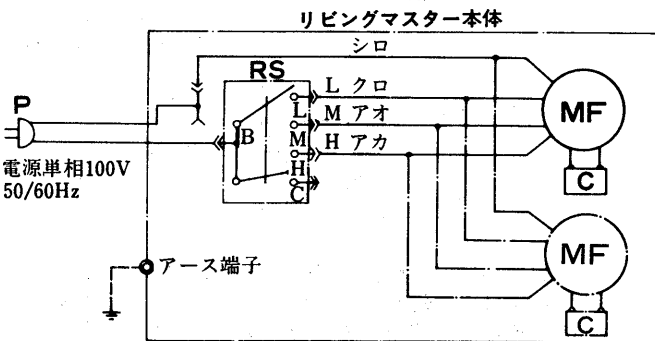 リビングマスター本体
シロ
RS
L クロ
M アオ
H アカ
P
B
L
M
H
C
電源単相100V
50/60Hz
アース端子
MF
C
MF
C